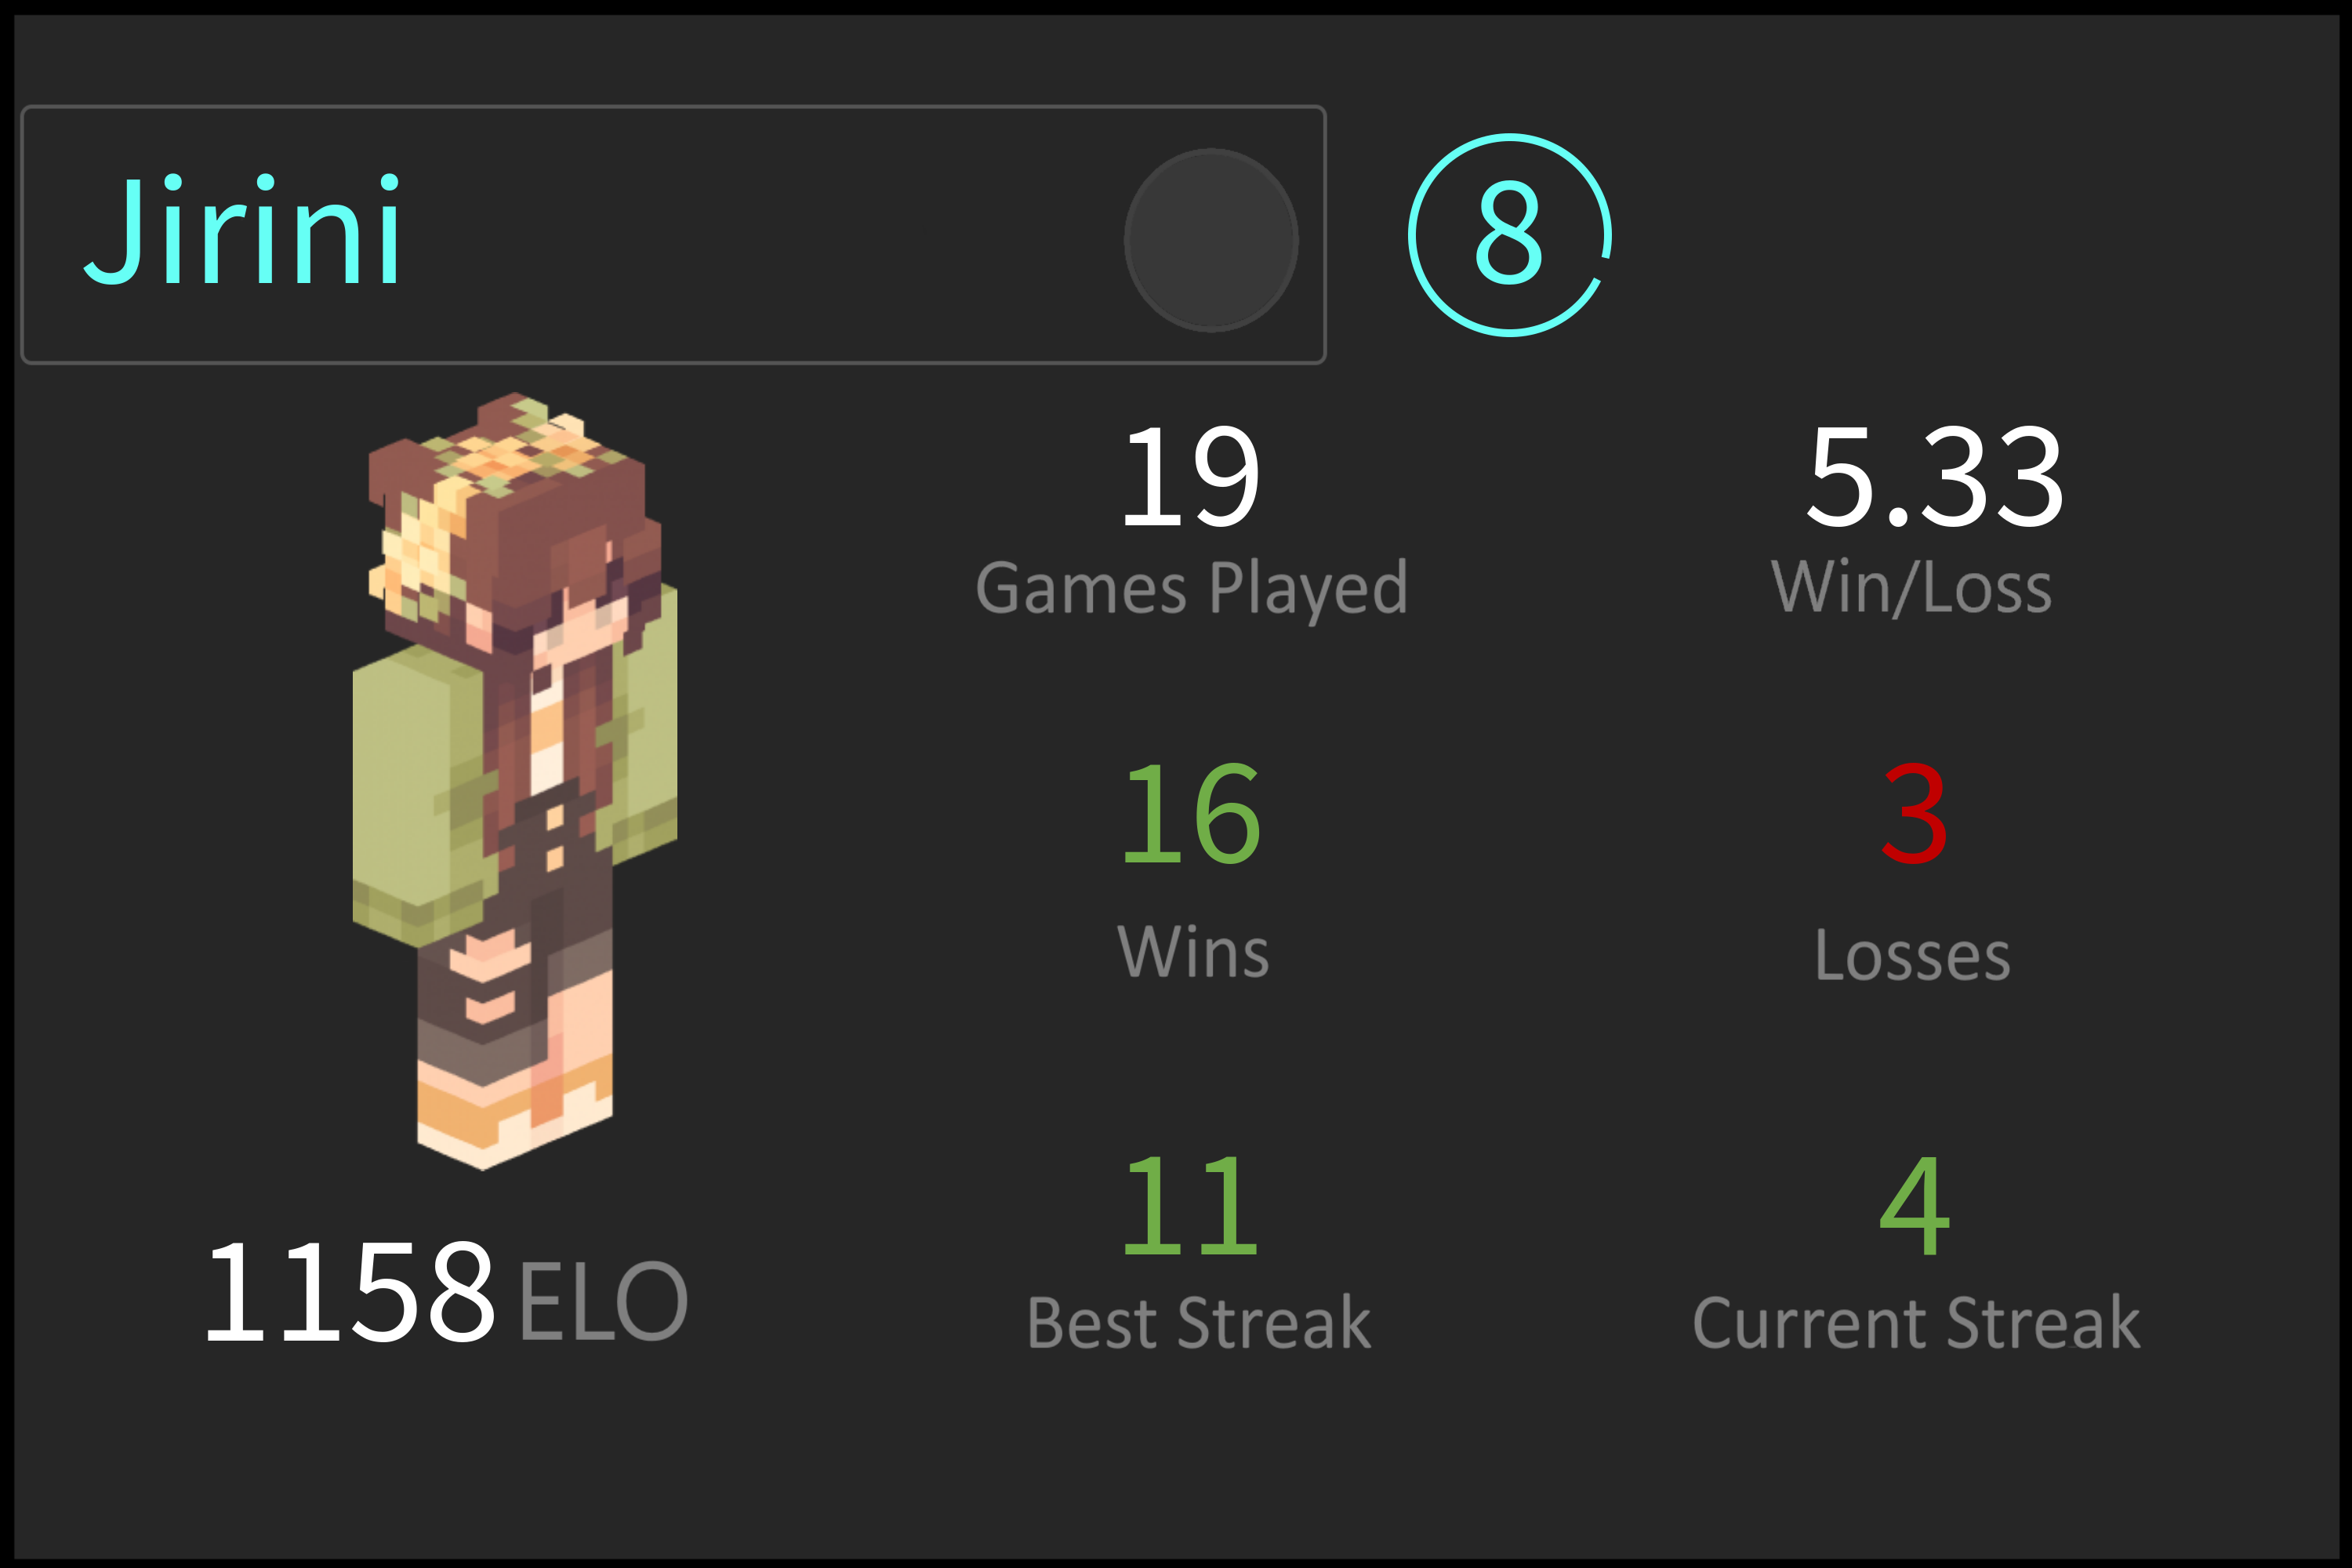 Jirini
8
19
5.33
Games Played
Win/Loss
16
3
Wins
Losses
11
4
1158 ELO
Best Streak
Current Streak